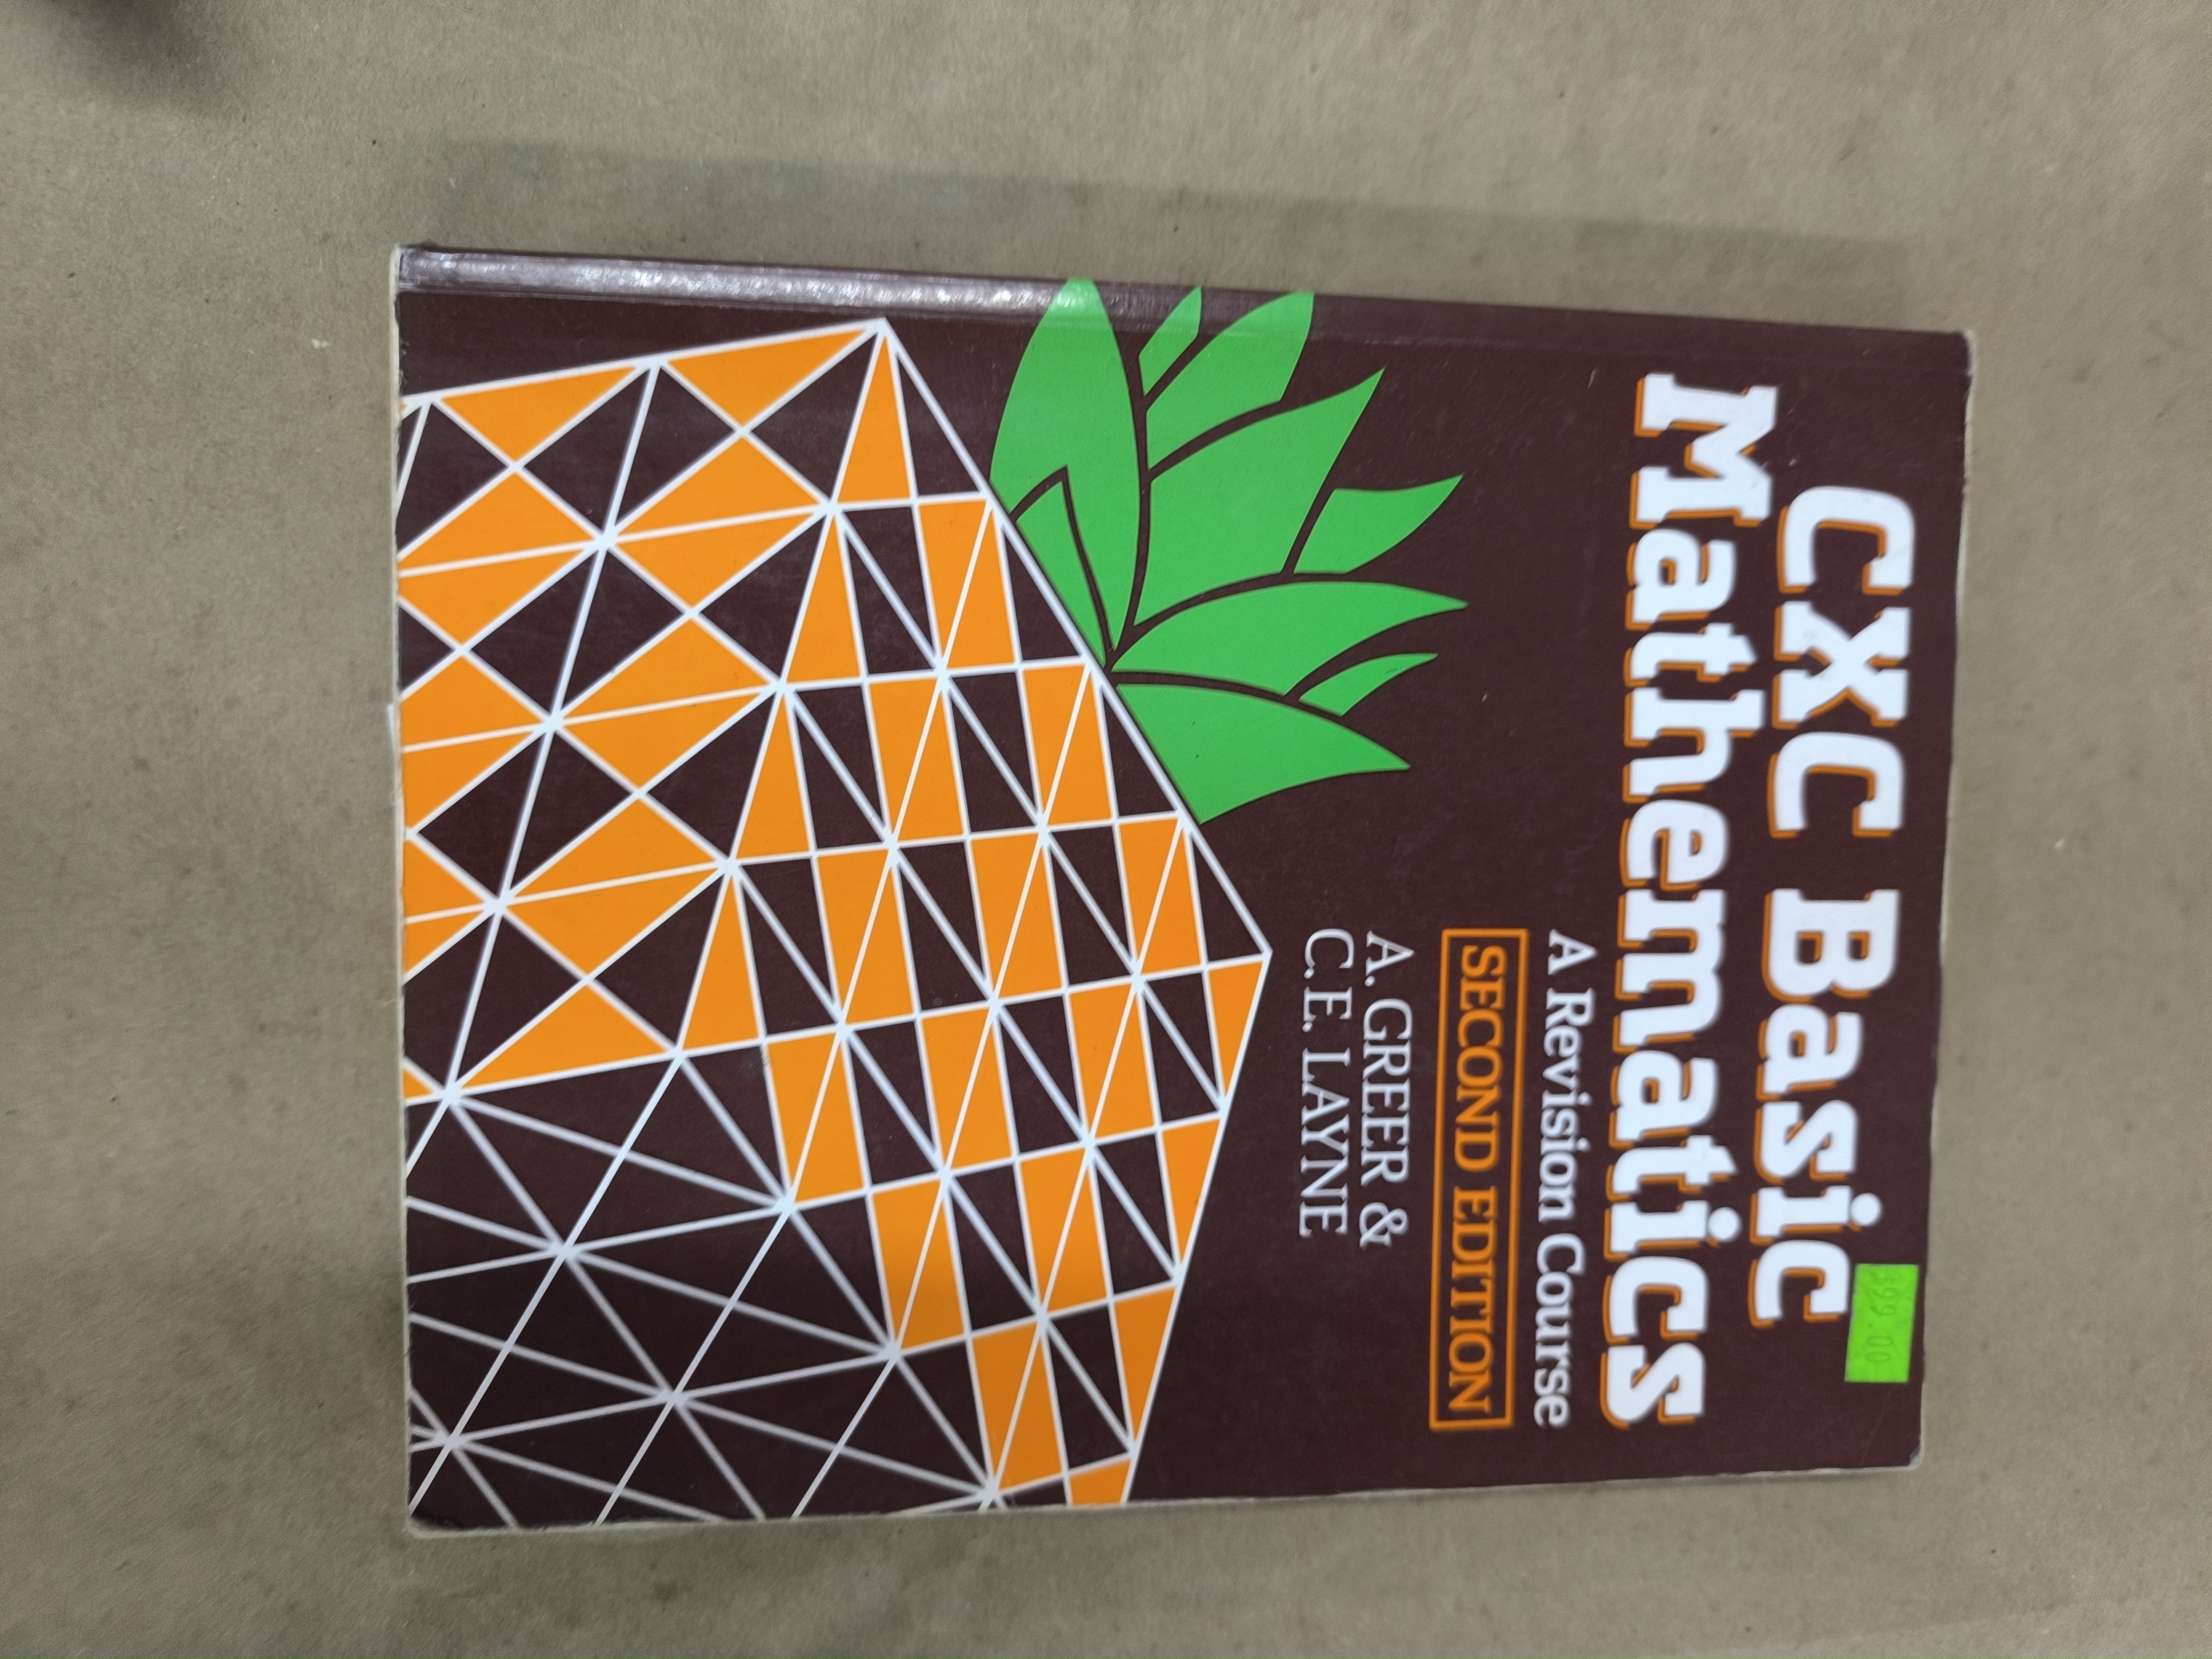 CXC Basic
Mathematics
A Revision Course
SECOND EDITION
A. GREER &
C.E. LAYNE